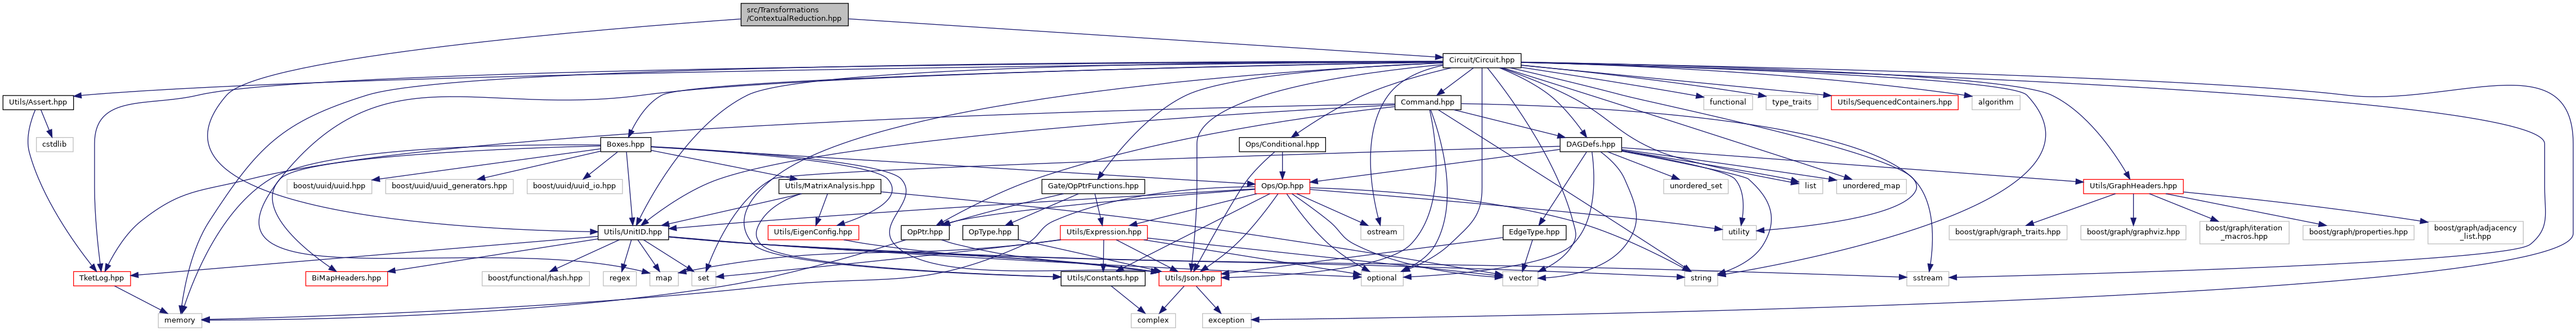 src/Transformations
/ContextualReduction.hpp
Circuit/Circuit.hpp
Utils/Assert.hpp
Command.hpp
functional
type_traits
Utils/SequencedContainers.hpp
algorithm
cstdlib
Boxes.hpp
Ops/Conditional.hpp
DAGDefs.hpp
boost/uuid/uuid.hpp
boost/uuid/uuid_generators.hpp
boost/uuid/uuid_io.hpp
Utils/MatrixAnalysis.hpp
Gate/OpPtrFunctions.hpp
Ops/Op.hpp
unordered_set
list
unordered_map
Utils/GraphHeaders.hpp
Utils/UnitID.hpp
Utils/EigenConfig.hpp
OpPtr.hpp
OpType.hpp
Utils/Expression.hpp
ostream
EdgeType.hpp
utility
boost/graph/graph_traits.hpp
boost/graph/graphviz.hpp
boost/graph/iteration
_macros.hpp
boost/graph/properties.hpp
boost/graph/adjacency
_list.hpp
TketLog.hpp
BiMapHeaders.hpp
boost/functional/hash.hpp
regex
map
set
Utils/Constants.hpp
Utils/Json.hpp
optional
vector
string
sstream
memory
complex
exception